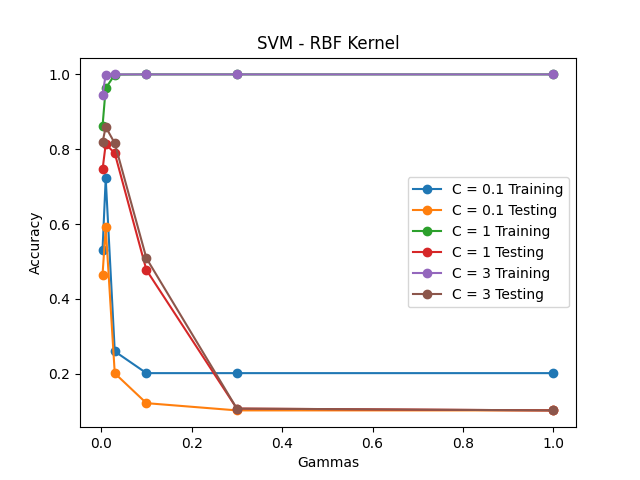 SVM - RBF Kernel
1.0
0.8
0.6
0.4
0.2
Accuracy
C = 0.1 Training
C = 0.1 Testing
C = 1 Training
C = 1 Testing
C = 3 Training
C = 3 Testing
0.0 0.2 0.4 0.6 0.8 1.0
Gammas